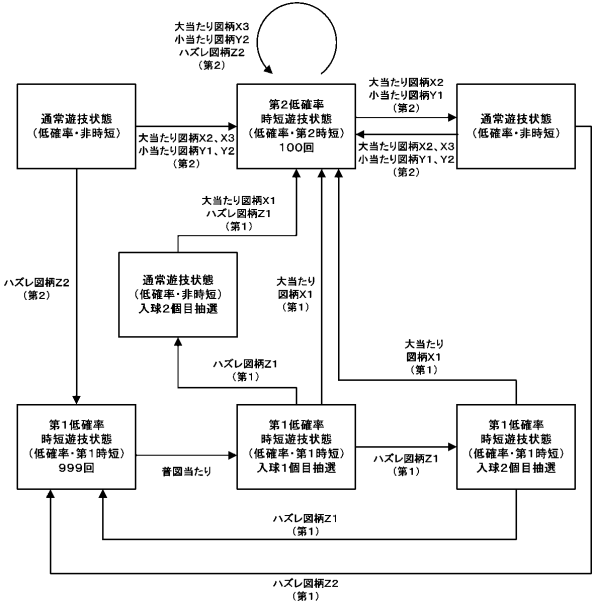 大当たり図柄X3
小当たり図柄Y2
ハズレ図柄Z2
(第2)
通常遊技状態
(低確率・非時短)
大当たり図柄X2、X3
小当たり図柄Y1、Y2
(第2)
第2低確率
時短遊技状態
(低確率・第2時短)
100回
大当たり図柄X2
小当たり図柄Y1
(第2)
大当たり図柄X2、X3
小当たり図柄Y1、Y2
(第2)
通常遊技状態
(低確率・非時短)
大当たり図柄X1
ハズレ図柄Z1
(第1)
通常遊技状態
(低確率・非時短)
入球2個目抽選
ハズレ図柄Z2
(第2)
大当たり
図柄X1
(第1)
大当たり
図柄X1
(第1)
ハズレ図柄Z1
(第1)
第1低確率
時短遊技状態
(低確率・第1時短)
999回
普図当たり
第1低確率
時短遊技状態
(低確率・第1時短)
入球1個目抽選
ハズレ図柄Z1
(第1)
第1低確率
時短遊技状態
(低確率・第1時短)
入球2個目抽選
ハズレ図柄Z1
(第1)
ハズレ図柄Z2
(第1)